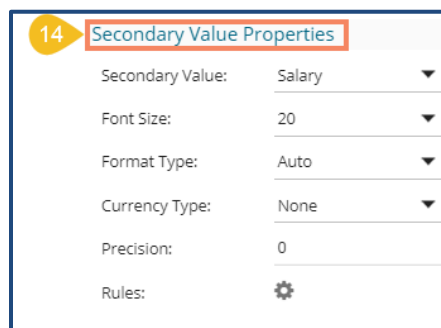 14 Secondary Value Properties
Secondary Value: Salary
Font Size: 20
Format Type: Auto
Currency Type: None
Precision: 0
Rules: